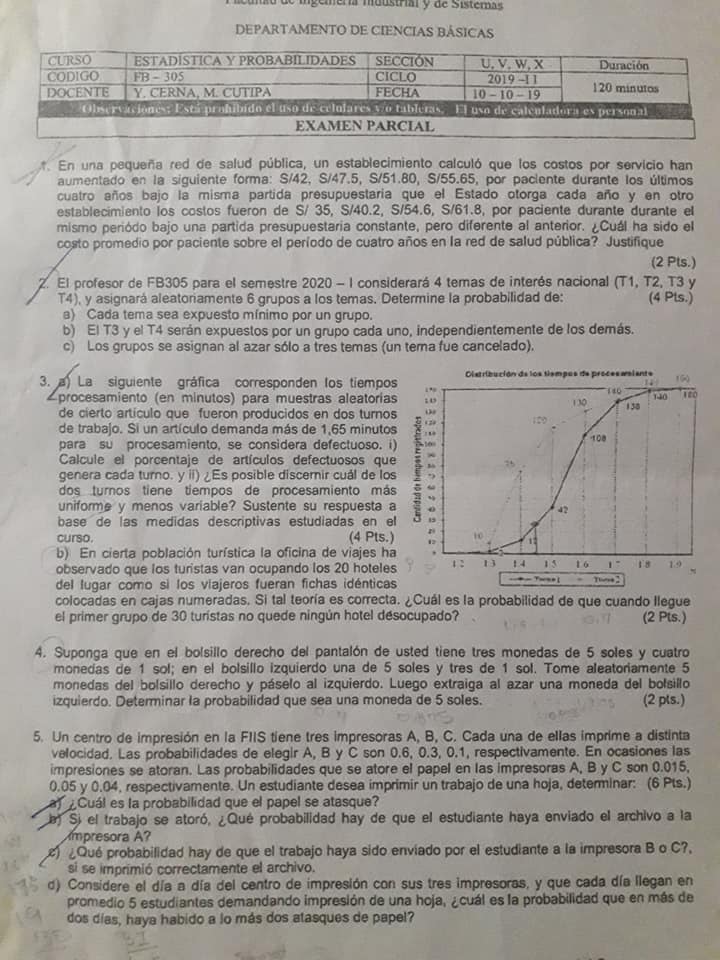 Facultad de Ingeniería Industrial y de Sistemas
DEPARTAMENTO DE CIENCIAS BÁSICAS
CURSO ESTADÍSTICA Y PROBABILIDADES SECCIÓN U, V, W, X Duración
CODIGO FB – 305 CICLO 2019 –II 120 minutos
DOCENTE Y. CERNA, M. CUTIPA FECHA 10 – 10 – 19
Observaciones: Está prohibido el uso de celulares y/o tableras. El uso de calculadora es personal
EXAMEN PARCIAL
1. En una pequeña red de salud pública, un establecimiento calculó que los costos por servicio han
aumentado en la siguiente forma: S/42, S/47.5, S/51.80, S/55.65, por paciente durante los últimos
cuatro años bajo la misma partida presupuestaria que el Estado otorga cada año y en otro
establecimiento los costos fueron de S/ 35, S/40.2, S/54.6, S/61.8, por paciente durante durante el
mismo periódo bajo una partida presupuestaria constante, pero diferente al anterior. ¿Cuál ha sido el
costo promedio por paciente sobre el período de cuatro años en la red de salud pública? Justifique
(2 Pts.)
2. El profesor de FB305 para el semestre 2020 – I considerará 4 temas de interés nacional (T1, T2, T3 y
T4), y asignará aleatoriamente 6 grupos a los temas. Determine la probabilidad de: (4 Pts.)
a) Cada tema sea expuesto mínimo por un grupo.
b) El T3 y el T4 serán expuestos por un grupo cada uno, independientemente de los demás.
c) Los grupos se asignan al azar sólo a tres temas (un tema fue cancelado).
3. a) La siguiente gráfica corresponden los tiempos
procesamiento (en minutos) para muestras aleatorias
de cierto artículo que fueron producidos en dos turnos
de trabajo. Si un artículo demanda más de 1,65 minutos
para su procesamiento, se considera defectuoso. i)
Calcule el porcentaje de artículos defectuosos que
genera cada turno. y ii) ¿Es posible discernir cuál de los
dos turnos tiene tiempos de procesamiento más
uniforme y menos variable? Sustente su respuesta a
base de las medidas descriptivas estudiadas en el
curso. (4 Pts.)
Distribución de los tiempos de procesamiento
Cantidad de tiempos registrados
10 75 120 130 140
42 108 138 140
1.2 1.3 1.4 1.5 1.6 1.7 1.8 1.9
Turno 1 Turno 2
b) En cierta población turística la oficina de viajes ha
observado que los turistas van ocupando los 20 hoteles
del lugar como si los viajeros fueran fichas idénticas
colocadas en cajas numeradas. Si tal teoría es correcta. ¿Cuál es la probabilidad de que cuando llegue
el primer grupo de 30 turistas no quede ningún hotel désocupado? (2 Pts.)
4. Suponga que en el bolsillo derecho del pantalón de usted tiene tres monedas de 5 soles y cuatro
monedas de 1 sol; en el bolsillo izquierdo una de 5 soles y tres de 1 sol. Tome aleatoriamente 5
monedas del bolsillo derecho y páselo al izquierdo. Luego extraiga al azar una moneda del bolsillo
izquierdo. Determinar la probabilidad que sea una moneda de 5 soles. (2 pts.)
5. Un centro de impresión en la FIIS tiene tres impresoras A, B, C. Cada una de ellas imprime a distinta
velocidad. Las probabilidades de elegir A, B y C son 0.6, 0.3, 0.1, respectivamente. En ocasiones las
impresiones se atoran. Las probabilidades que se atore el papel en las impresoras A, B y C son 0.015,
0.05 y 0.04, respectivamente. Un estudiante desea imprimir un trabajo de una hoja, determinar: (6 Pts.)
a) ¿Cuál es la probabilidad que el papel se atasque?
b) Si el trabajo se atoró, ¿Qué probabilidad hay de que el estudiante haya enviado el archivo a la
impresora A?
c) ¿Qué probabilidad hay de que el trabajo haya sido enviado por el estudiante a la impresora B o C?,
si se imprimió correctamente el archivo.
d) Considere el día a día del centro de impresión con sus tres impresoras, y que cada día llegan en
promedio 5 estudiantes demandando impresión de una hoja, ¿cuál es la probabilidad que en más de
dos días, haya habido a lo más dos atasques de papel?